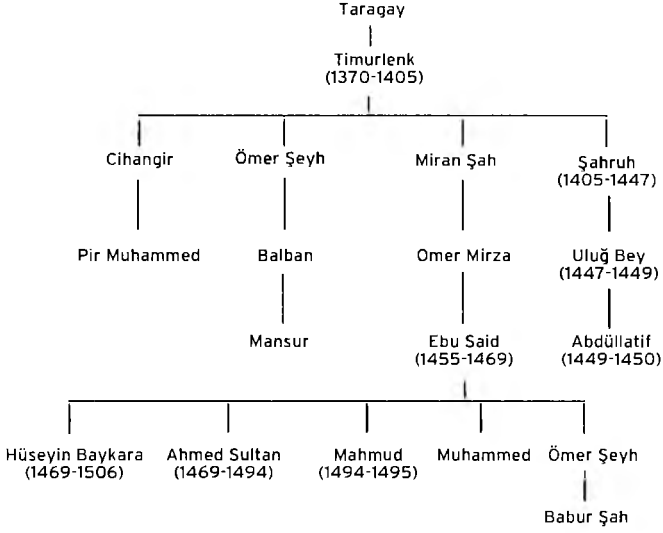 Taragay
Timurlenk
(1370-1405)
Cihangir
Ömer Şeyh
Miran Şah
Şahruh
(1405-1447)
Pir Muhammed
Balban
Omer Mirza
Uluğ Bey
(1447-1449)
Mansur
Ebu Said
(1455-1469)
Abdüllatif
(1449-1450)
Hüseyin Baykara
(1469-1506)
Ahmed Sultan
(1469-1494)
Mahmud
(1494-1495)
Muhammed
Ömer Şeyh
Babur Şah